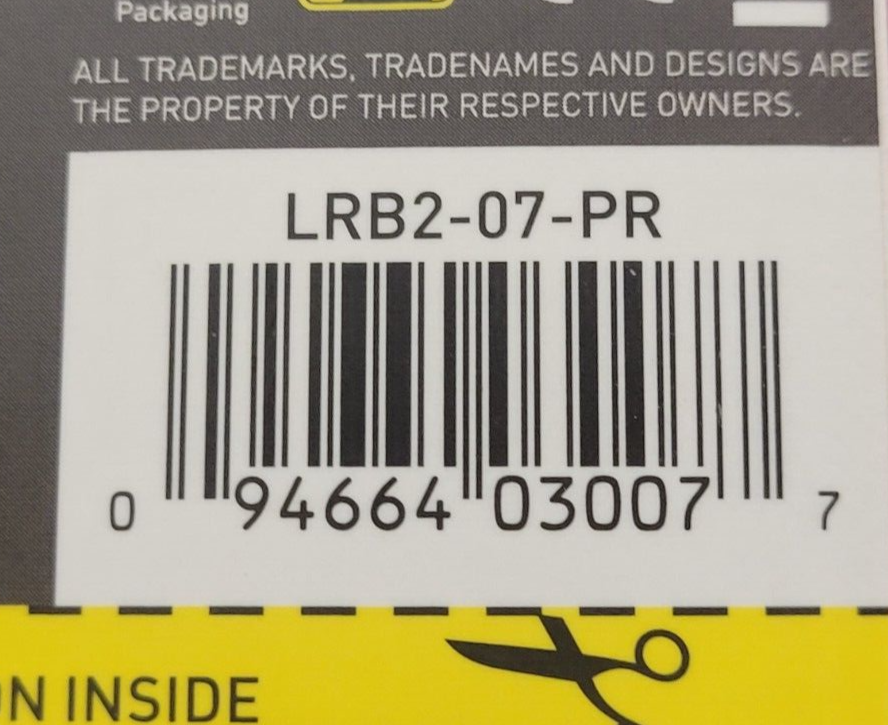 Packaging
ALL TRADEMARKS, TRADENAMES AND DESIGNS ARE
THE PROPERTY OF THEIR RESPECTIVE OWNERS.
LRB2-07-PR
0 94664 03007 7
N INSIDE